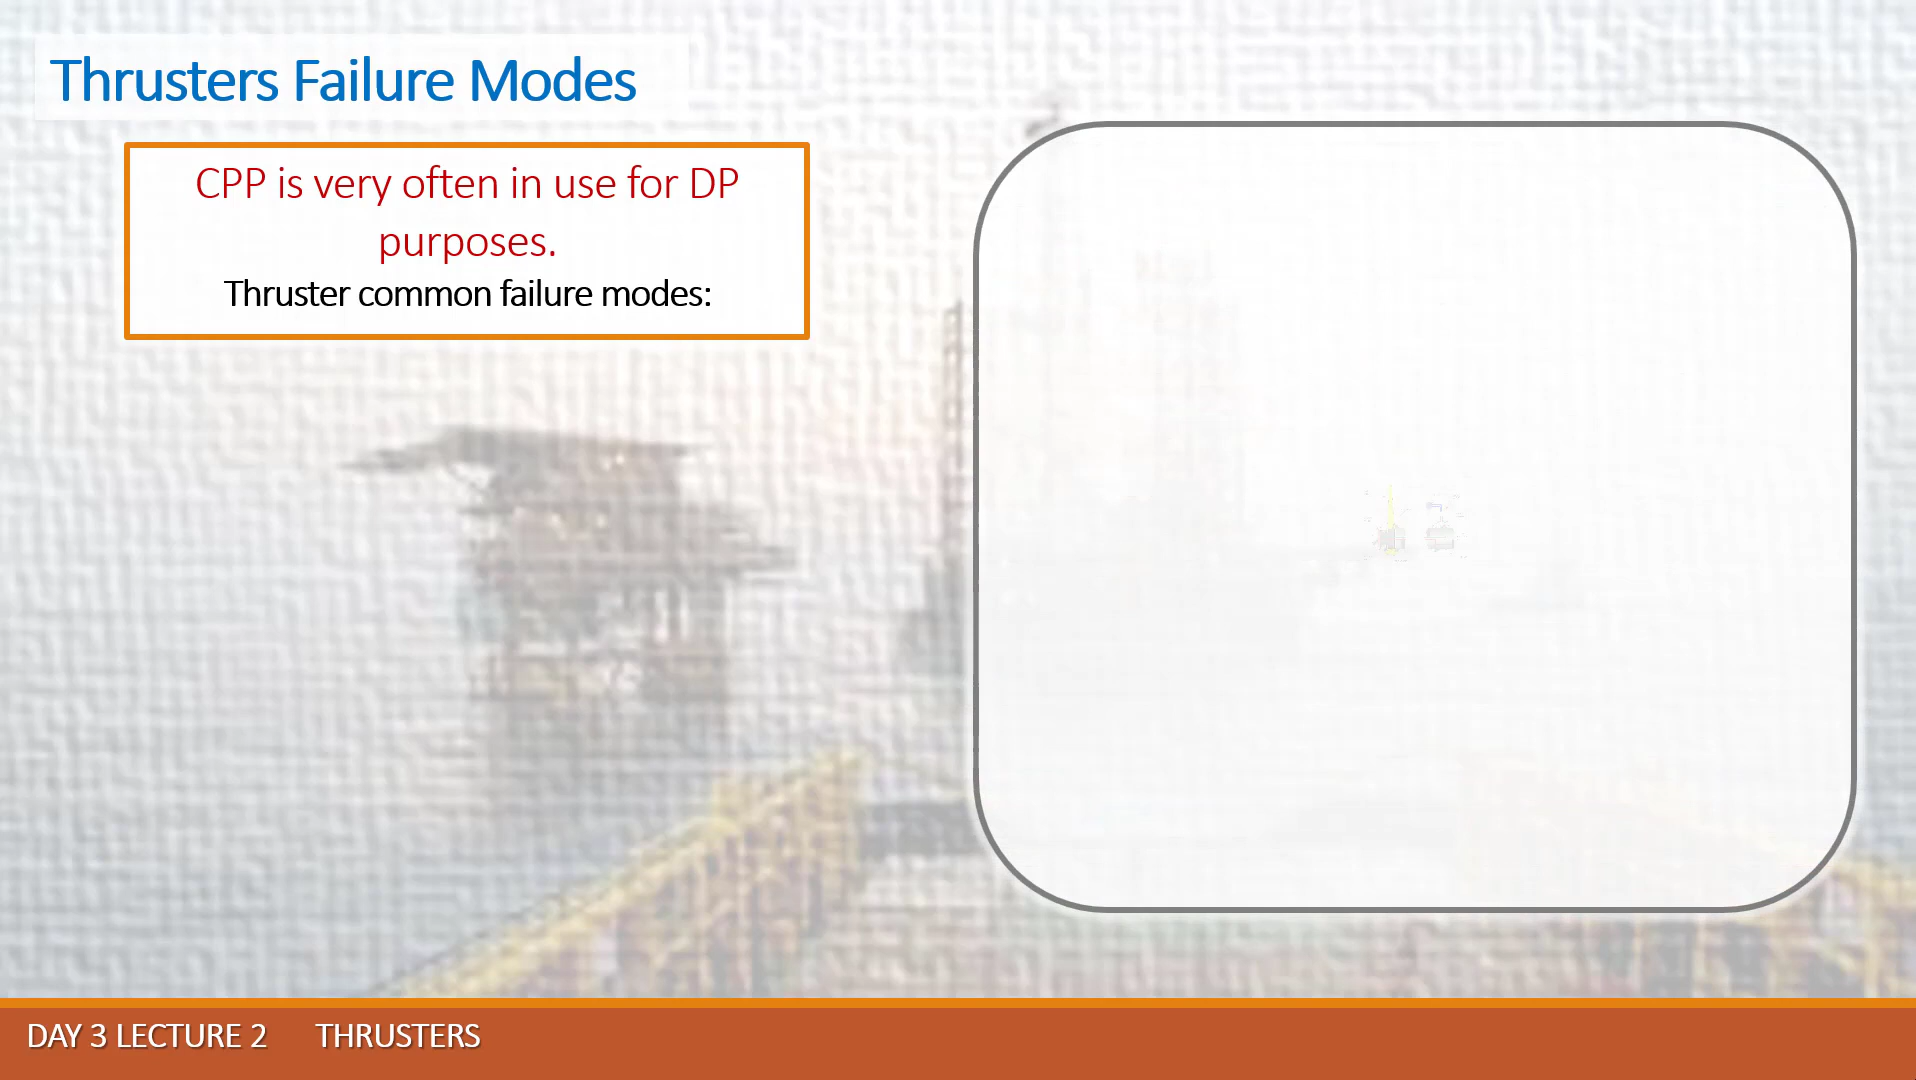 Thrusters Failure Modes
CPP is very often in use for DP
purposes.
Thruster common failure modes:
DAY 3 LECTURE 2 THRUSTERS